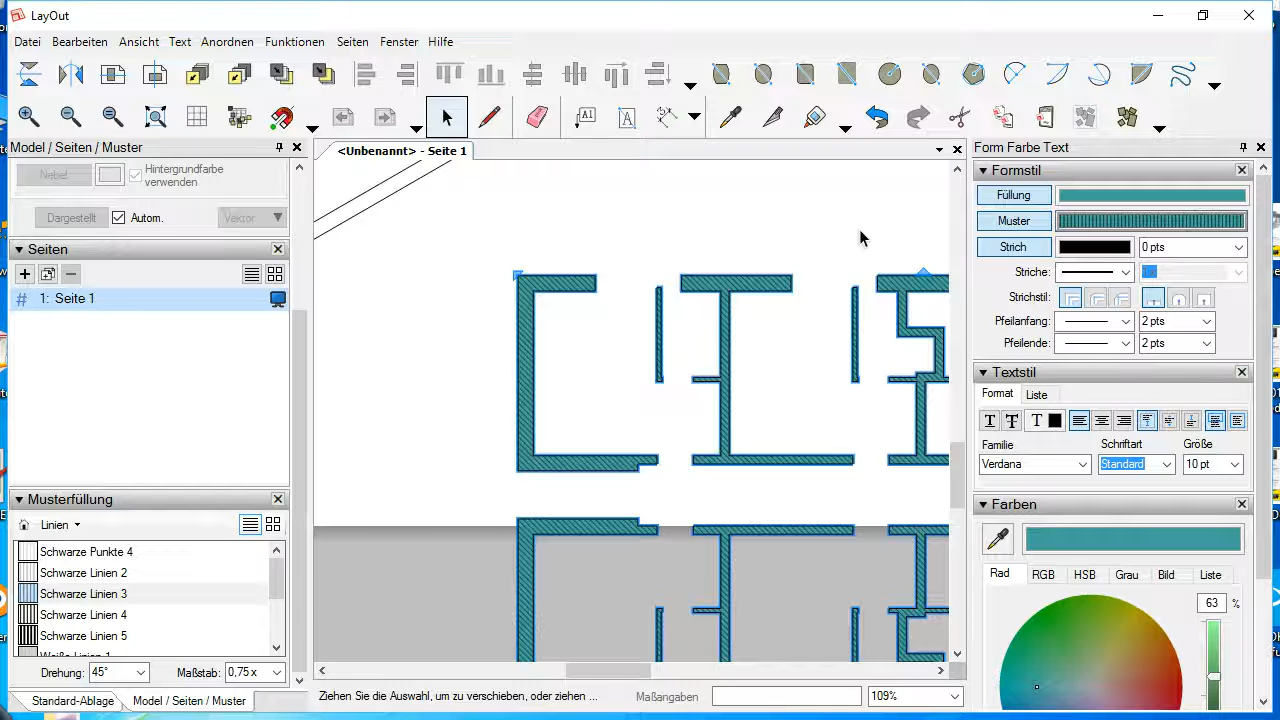 LayOut
Datei Bearbeiten Ansicht Text Anordnen Funktionen Seiten Fenster Hilfe
Model / Seiten / Muster
Nebel
Hintergrundfarbe verwenden
Dargestellt Autom. Vektor
Seiten
1: Seite 1
Musterfüllung
Linien
Schwarze Punkte 4
Schwarze Linien 2
Schwarze Linien 3
Schwarze Linien 4
Schwarze Linien 5
Weiße Linien 1
Drehung: 45° Maßstab: 0,75 x
Standard-Ablage Model / Seiten / Muster
<Unbenannt> - Seite 1
Ziehen Sie die Auswahl, um zu verschieben, oder ziehen ... Maßangaben 109%
Form Farbe Text
Formstil
Füllung
Muster
Strich 0 pts
Striche:
Strichstil:
Pfeilanfang: 2 pts
Pfeilende: 2 pts
Textstil
Format Liste
Familie Schriftart Größe
Verdana Standard 10 pt
Farben
Rad RGB HSB Grau Bild Liste
63 %